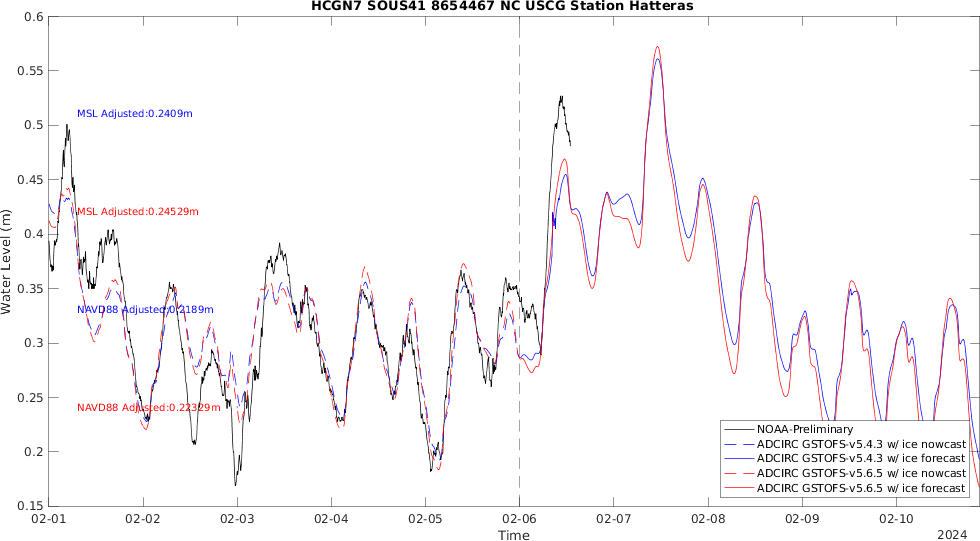 HCGN7 SOUS41 8654467 NC USCG Station Hatteras
0.6
0.55
0.5
0.45
0.4
0.35
0.3
0.25
0.2
0.15
Water Level (m)
MSL Adjusted:0.2409m
MSL Adjusted:0.24529m
NAVD88 Adjusted:0.2189m
NAVD88 Adjusted:0.22329m
NOAA-Preliminary
ADCIRC GSTOFS-v5.4.3 w/ ice nowcast
ADCIRC GSTOFS-v5.4.3 w/ ice forecast
ADCIRC GSTOFS-v5.6.5 w/ ice nowcast
ADCIRC GSTOFS-v5.6.5 w/ ice forecast
02-01 02-02 02-03 02-04 02-05 02-06 02-07 02-08 02-09 02-10
Time
2024